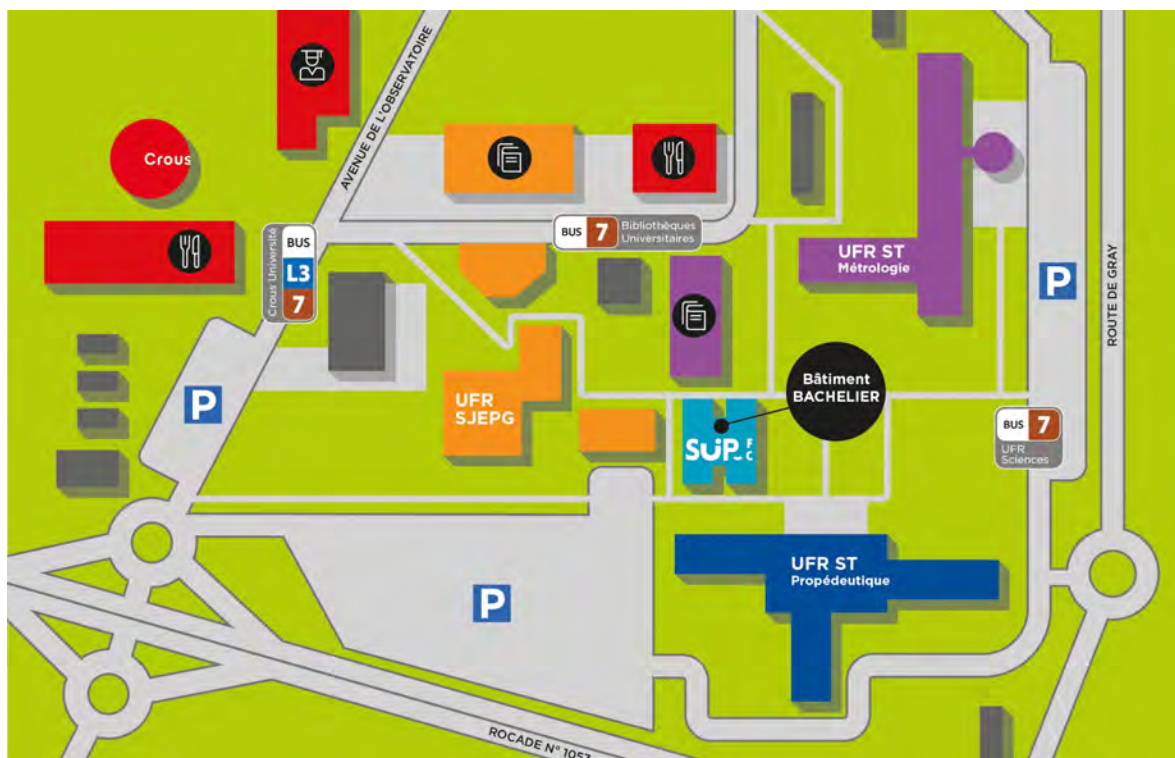 AVENUE DE L'OBSERVATOIRE
Crous
Crous Université
BUS
L3
7
BUS 7 Bibliothèques
Universitaires
UFR ST
Métrologie
P
ROUTE DE GRAY
P
UFR
SJEPG
Bâtiment
BACHELIER
SUP-FC
BUS 7
UFR
Sciences
P
UFR ST
Propédeutique
ROCADE N° 1057